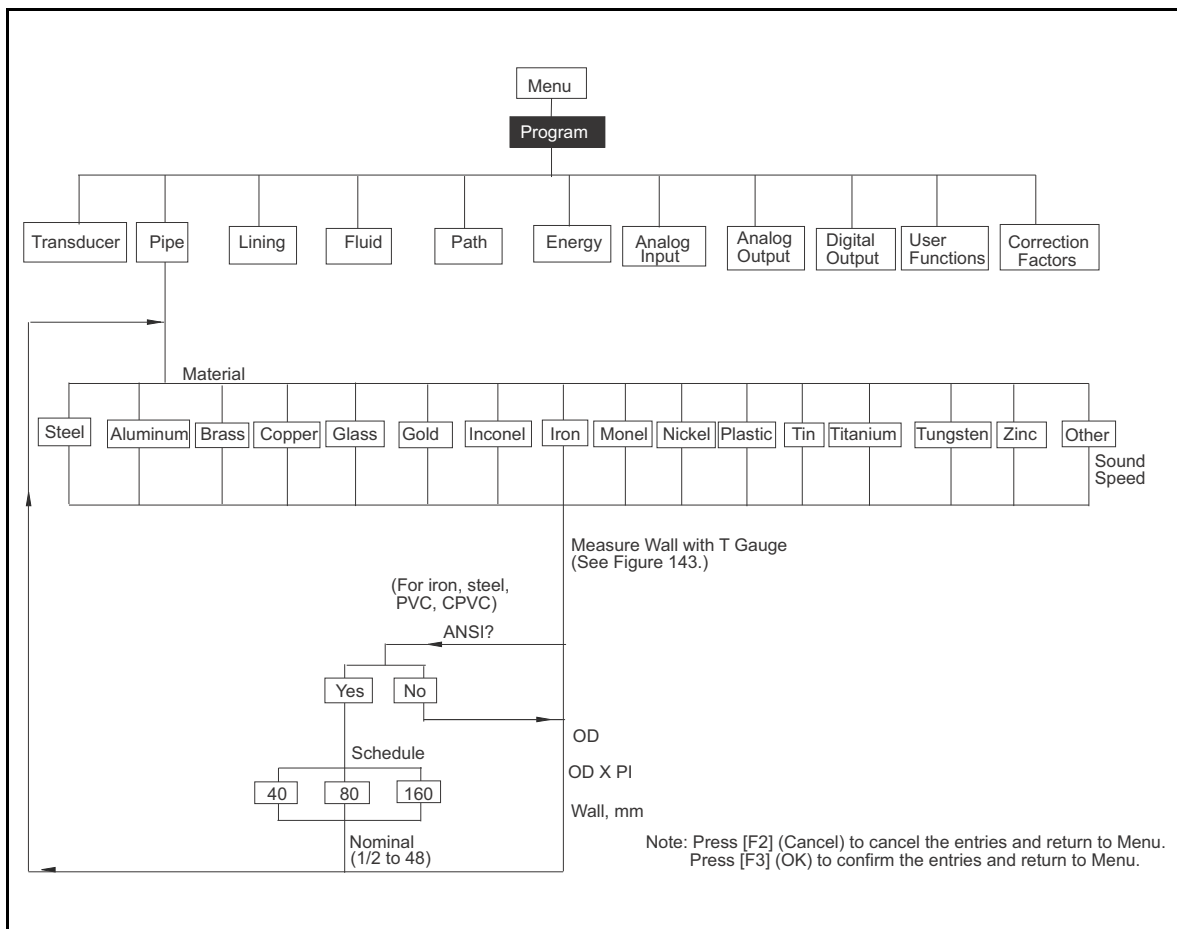 Menu
Program
Transducer
Pipe
Lining
Fluid
Path
Energy
Analog
Input
Analog
Output
Digital
Output
User
Functions
Correction
Factors
Material
Steel
Aluminum
Brass
Copper
Glass
Gold
Inconel
Iron
Monel
Nickel
Plastic
Tin
Titanium
Tungsten
Zinc
Other
Sound
Speed
Measure Wall with T Gauge
(See Figure 143.)
(For iron, steel,
PVC, CPVC)
ANSI?
Yes
No
OD
OD X PI
Wall, mm
Schedule
40
80
160
Nominal
(1/2 to 48)
Note: Press [F2] (Cancel) to cancel the entries and return to Menu.
Press [F3] (OK) to confirm the entries and return to Menu.